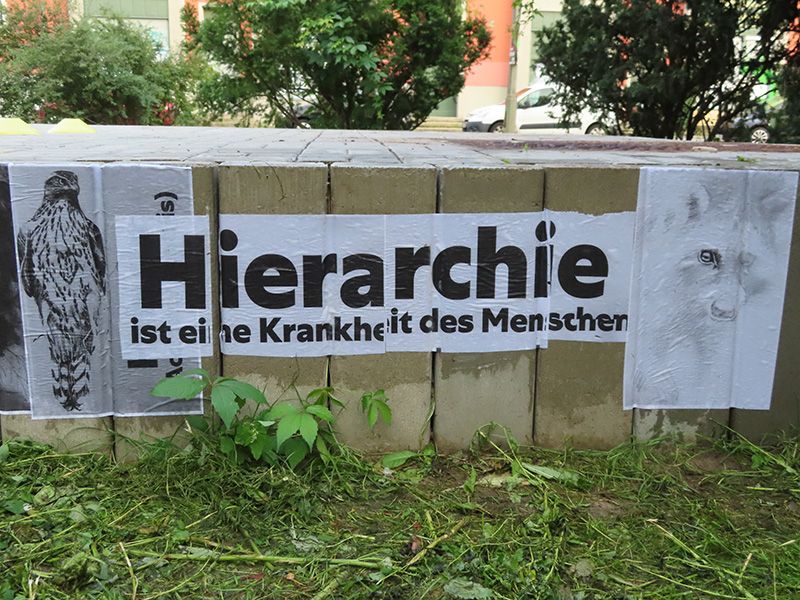 Hierarchie
ist eine Krankheit des Menschen